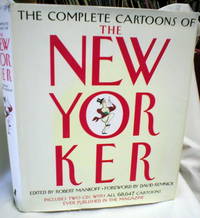 THE COMPLETE CARTOONS OF
THE
NEW
YOR
KER
EDITED BY ROBERT MANKOFF • FOREWORD BY DAVID REMNICK
INCLUDES TWO CDs WITH ALL 68,647 CARTOONS
EVER PUBLISHED IN THE MAGAZINE